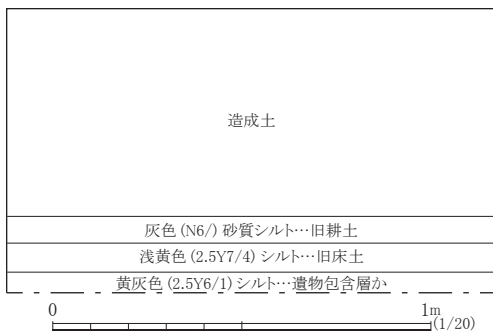 造成土
灰色 (N6/) 砂質シルト…旧耕土
浅黄色 (2.5Y7/4) シルト…旧床土
黄灰色 (2.5Y6/1) シルト…遺物包含層か
0 1m
(1/20)